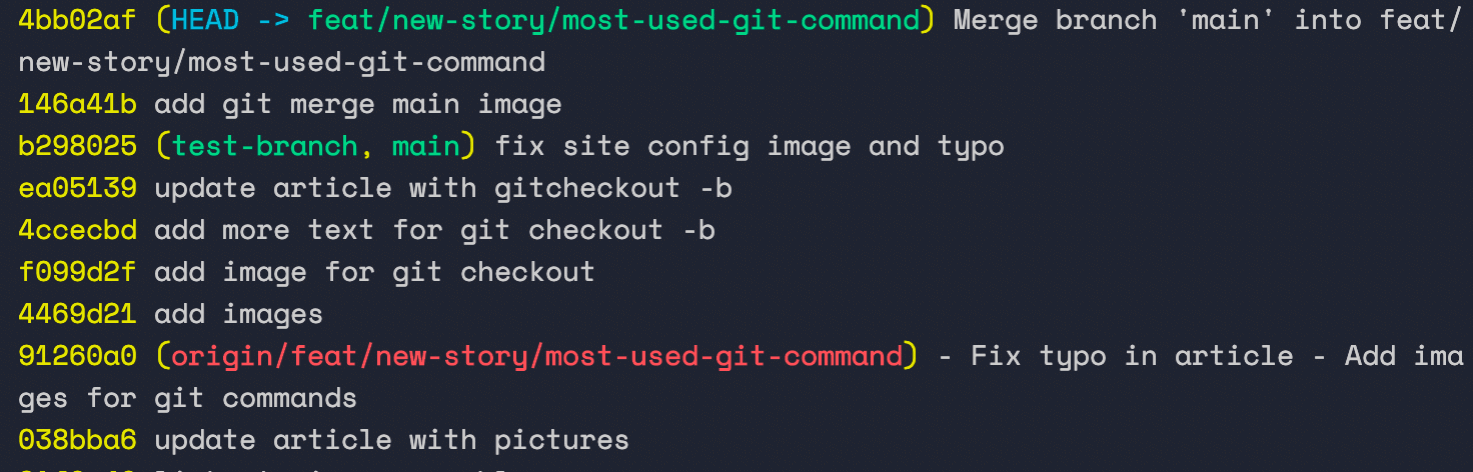 4bb02af (HEAD -> feat/new-story/most-used-git-command) Merge branch 'main' into feat/
new-story/most-used-git-command
146a41b add git merge main image
b298025 (test-branch, main) fix site config image and typo
ea05139 update article with gitcheckout -b
4ccecbd add more text for git checkout -b
f099d2f add image for git checkout
4469d21 add images
91260a0 (origin/feat/new-story/most-used-git-command) - Fix typo in article - Add ima
ges for git commands
038bba6 update article with pictures